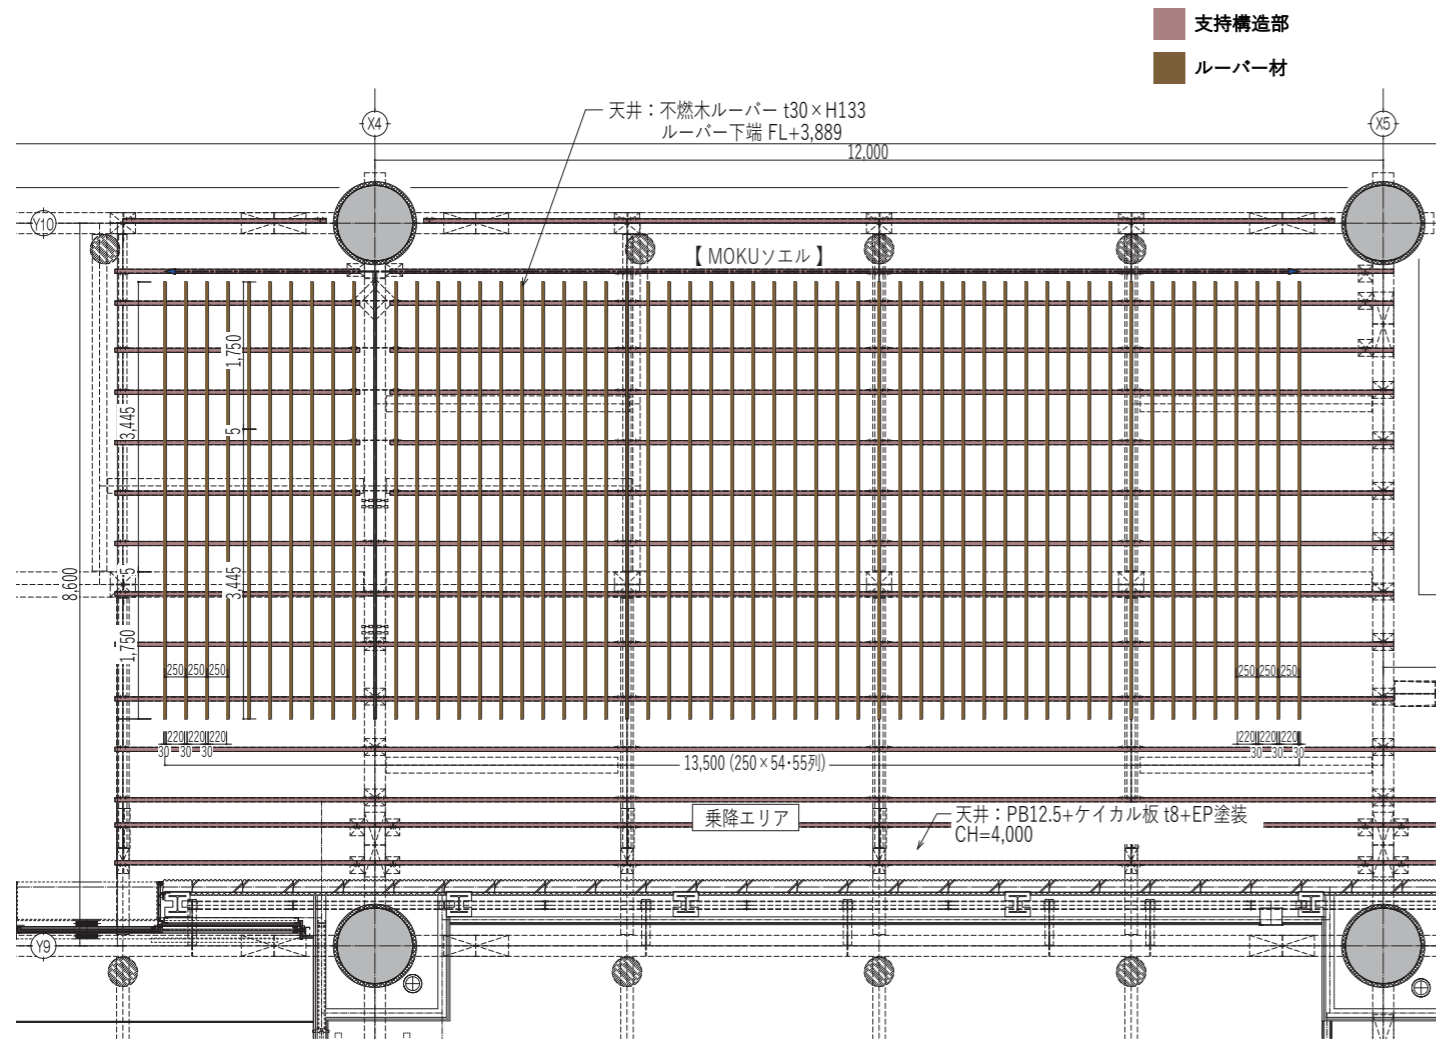 支持構造部
ルーバー材
天井：不燃木ルーバー t30×H133
ルーバー下端 FL+3,889
X4
X5
12,000
Y10
【 MOKUソエル 】
1,750
3,445
5
8,600
5
3,445
1,750
250 250 250
250 250 250
220 220 220
30 30 30
220 220 220
30 30 30
13,500 (250×54・55列)
乗降エリア
天井：PB12.5+ケイカル板 t8+EP塗装
CH=4,000
Y9